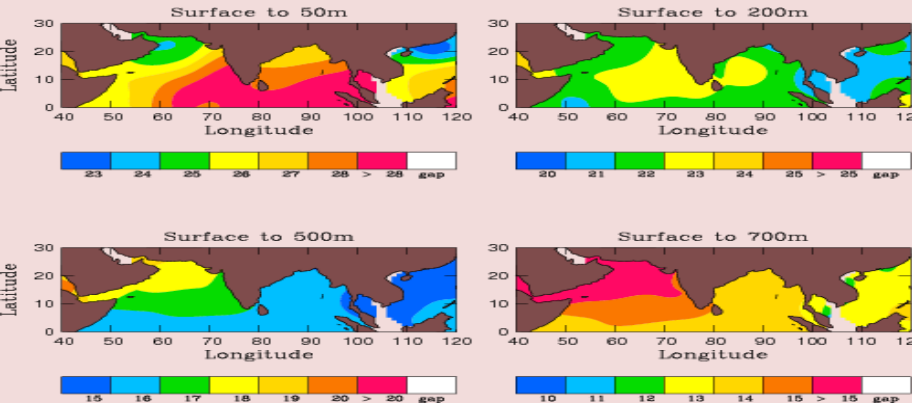 Surface to 50m
Surface to 200m
30
20
10
0
Latitude
40 50 60 70 80 90 100 110 120
Longitude
23 24 25 26 27 28 > 28 gap
30
20
10
0
40 50 60 70 80 90 100 110 120
Longitude
20 21 22 23 24 25 > 25 gap
Surface to 500m
Surface to 700m
30
20
10
0
Latitude
40 50 60 70 80 90 100 110 120
Longitude
15 16 17 18 19 20 > 20 gap
30
20
10
0
40 50 60 70 80 90 100 110 120
Longitude
10 11 12 13 14 15 > 15 gap